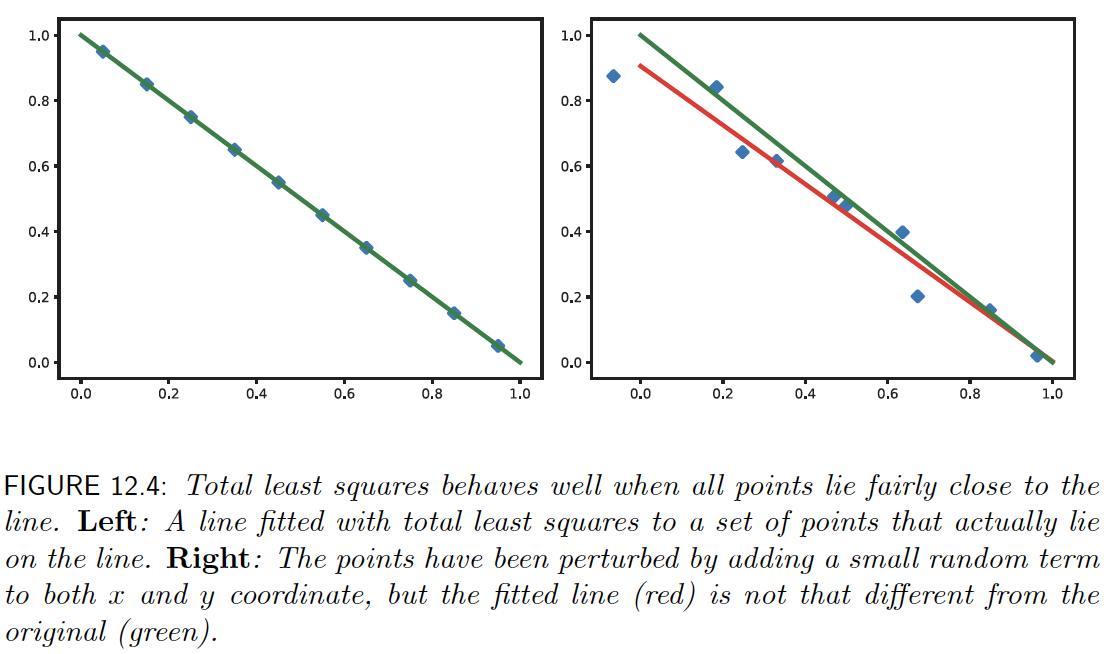 1.0
0.8
0.6
0.4
0.2
0.0
0.0 0.2 0.4 0.6 0.8 1.0
1.0
0.8
0.6
0.4
0.2
0.0
0.0 0.2 0.4 0.6 0.8 1.0
FIGURE 12.4: Total least squares behaves well when all points lie fairly close to the
line. Left: A line fitted with total least squares to a set of points that actually lie
on the line. Right: The points have been perturbed by adding a small random term
to both x and y coordinate, but the fitted line (red) is not that different from the
original (green).